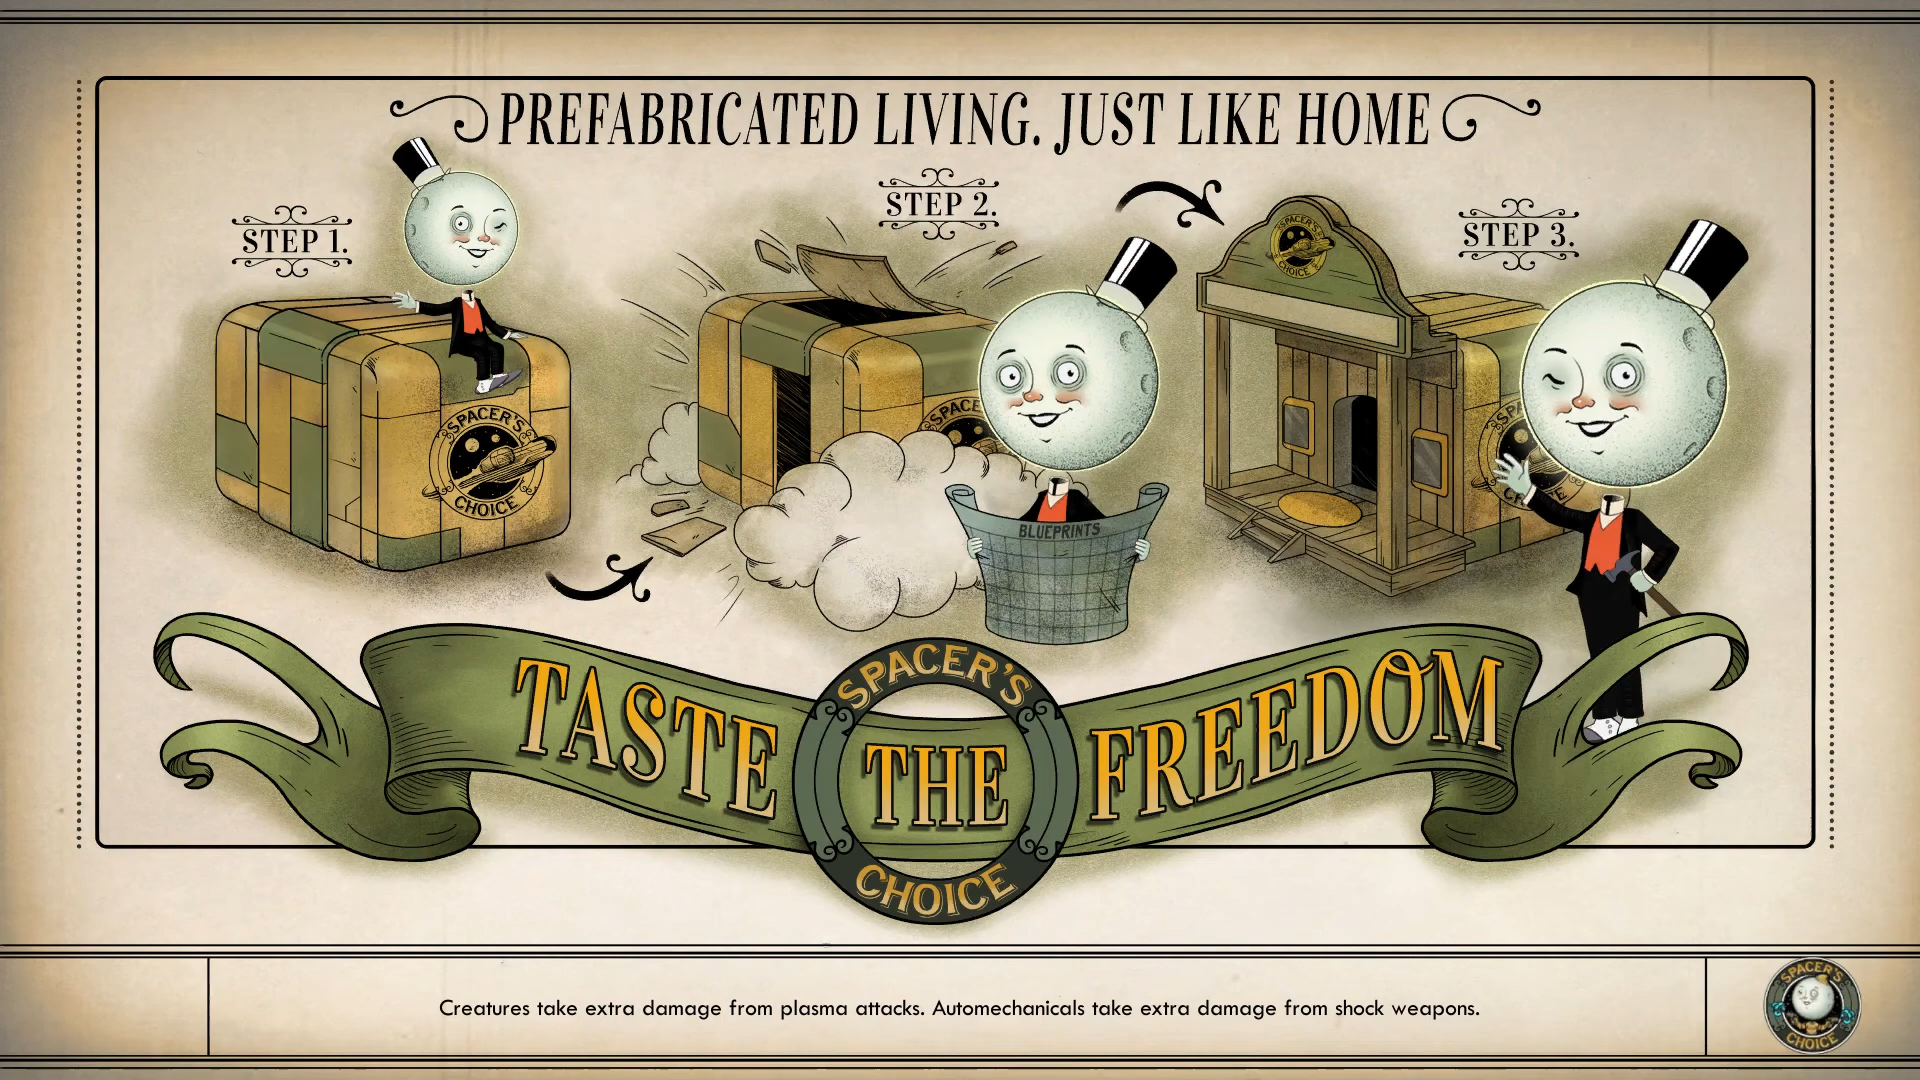 PREFABRICATED LIVING. JUST LIKE HOME
STEP 1.
STEP 2.
STEP 3.
SPACER'S
CHOICE
SPACER'S
CHOICE
BLUEPRINTS
TASTE THE FREEDOM
SPACER'S
CHOICE
Creatures take extra damage from plasma attacks. Automechanicals take extra damage from shock weapons.
SPACER'S
CHOICE